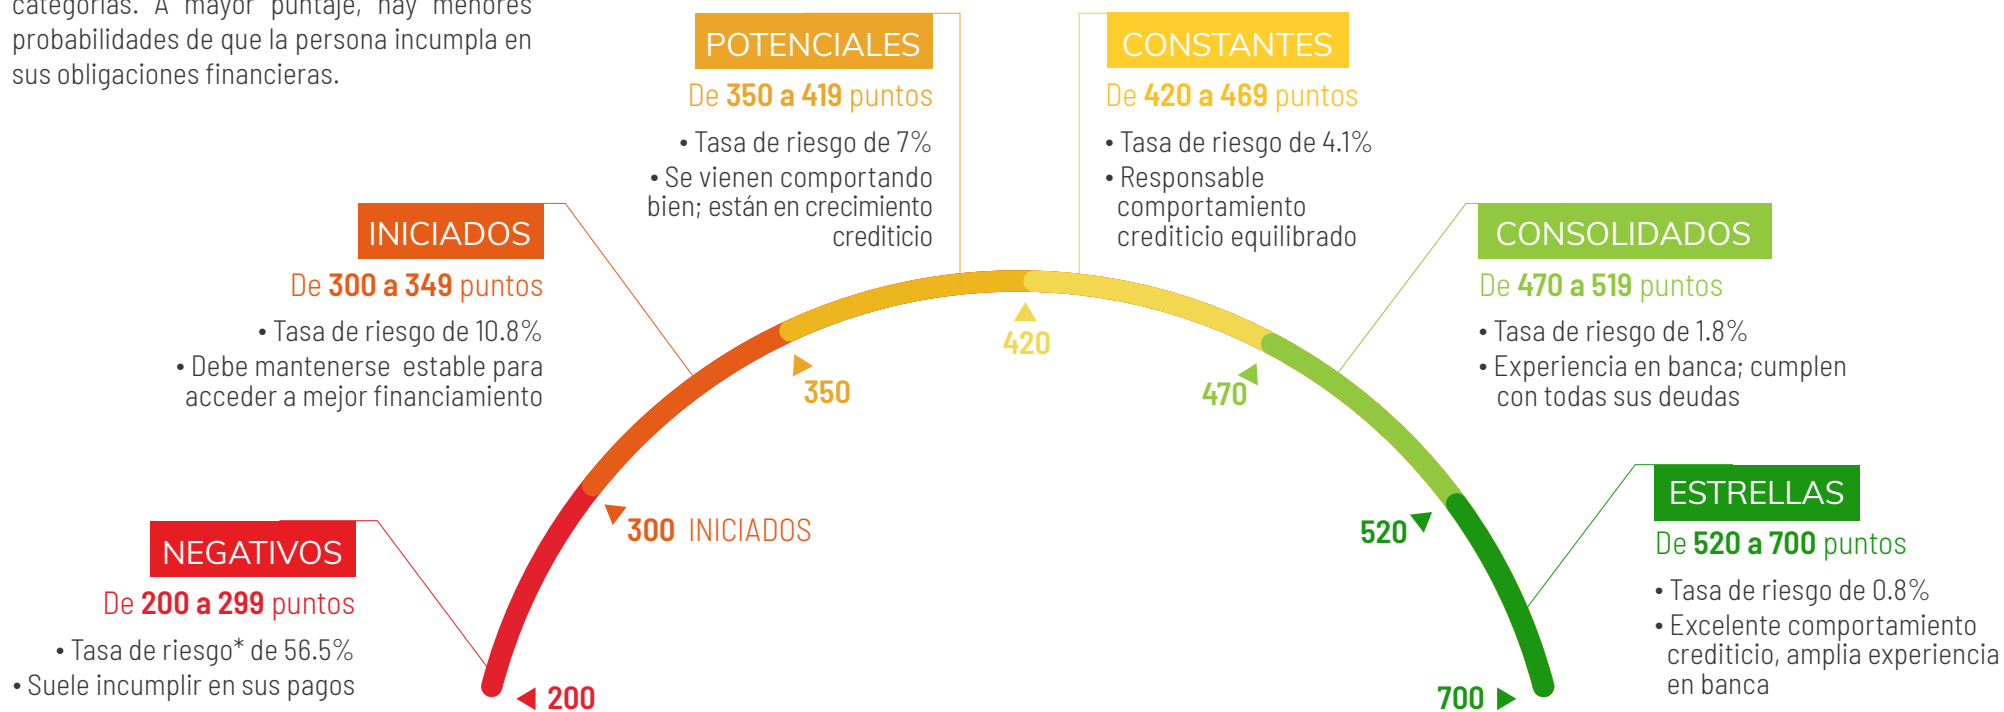 categorías. A mayor puntaje, hay menores
probabilidades de que la persona incumpla en
sus obligaciones financieras.
POTENCIALES
De 350 a 419 puntos
• Tasa de riesgo de 7%
• Se vienen comportando
bien; están en crecimiento
crediticio
CONSTANTES
De 420 a 469 puntos
• Tasa de riesgo de 4.1%
• Responsable
comportamiento
crediticio equilibrado
INICIADOS
De 300 a 349 puntos
• Tasa de riesgo de 10.8%
• Debe mantenerse estable para
acceder a mejor financiamiento
CONSOLIDADOS
De 470 a 519 puntos
• Tasa de riesgo de 1.8%
• Experiencia en banca; cumplen
con todas sus deudas
420
350
470
NEGATIVOS
De 200 a 299 puntos
• Tasa de riesgo* de 56.5%
• Suele incumplir en sus pagos
300 INICIADOS
520
ESTRELLAS
De 520 a 700 puntos
• Tasa de riesgo de 0.8%
• Excelente comportamiento
crediticio, amplia experiencia
en banca
200
700